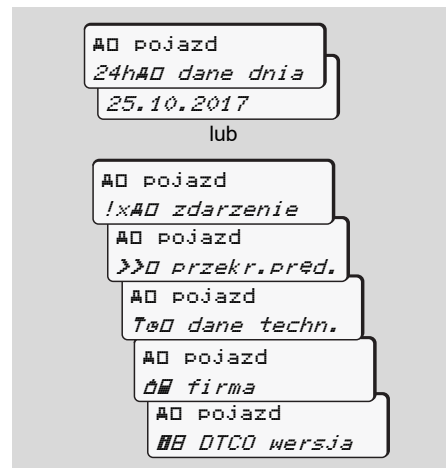 pojazd
24h dane dnia
25.10.2017
lub
pojazd
!x zdarzenie
pojazd
>> przekr.pręd.
pojazd
T dane techn.
pojazd
firma
pojazd
DTCO wersja